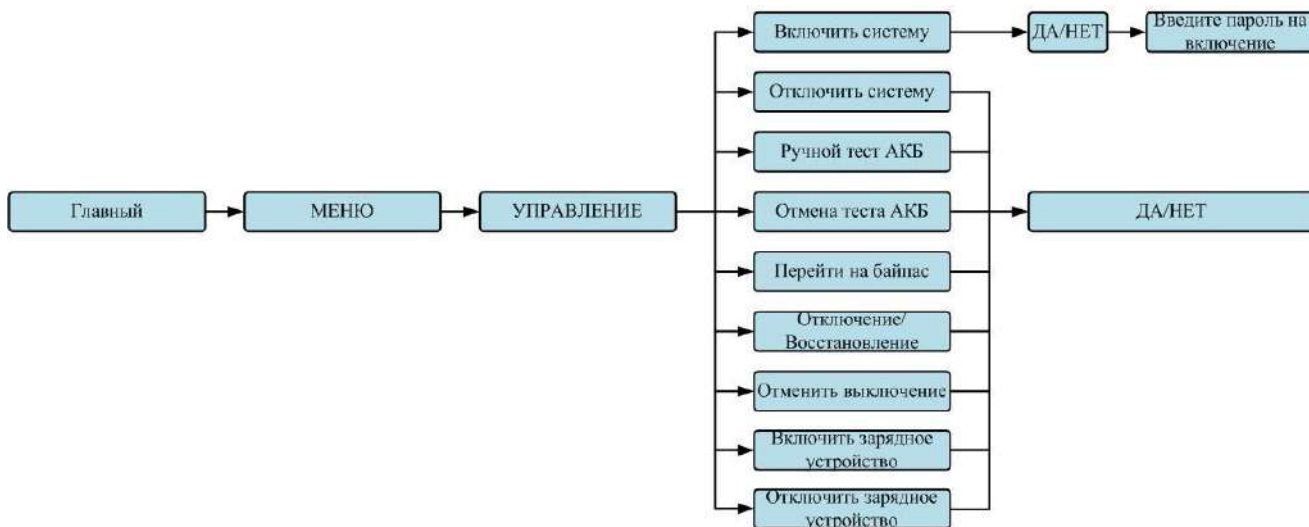 Включить систему
ДА/НЕТ
Введите пароль на
включение
Отключить систему
Ручной тест АКБ
Главный
МЕНЮ
УПРАВЛЕНИЕ
Отмена теста АКБ
ДА/НЕТ
Перейти на байпас
Отключение/
Восстановление
Отменить выключение
Включить зарядное
устройство
Отключить зарядное
устройство